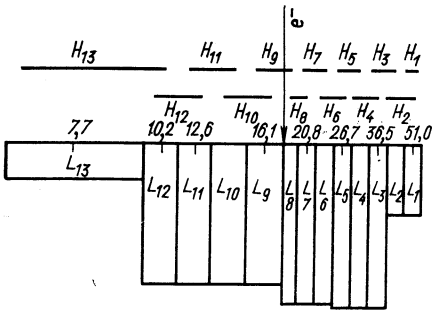 e⁻
H₁₃ H₁₁ H₉ H₇ H₅ H₃ H₁
H₁₂ H₁₀ H₈ H₆ H₄ H₂
7,7 10,2 12,6 16,1 20,8 26,7 36,5 51,0
L₁₃ L₁₂ L₁₁ L₁₀ L₉ L₈ L₇ L₆ L₅ L₄ L₃ L₂ L₁